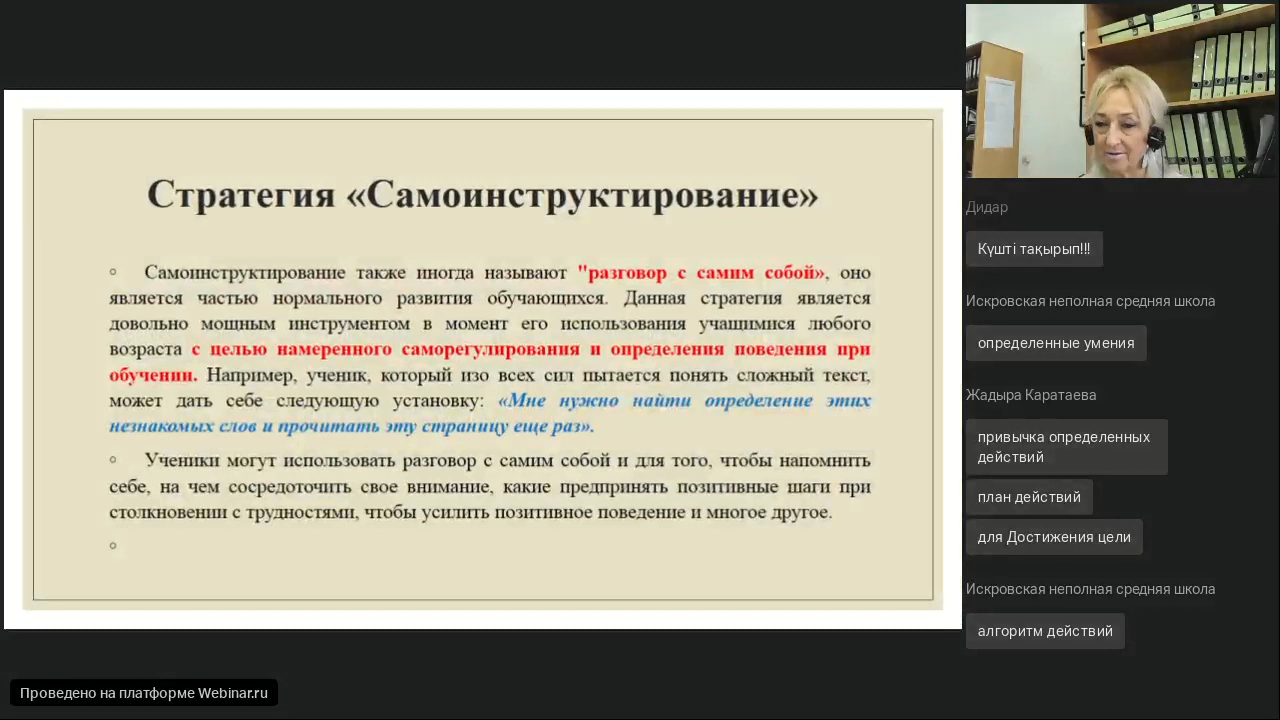 Стратегия «Самоинструктирование»
Самоинструктирование также иногда называют "разговор с самим собой», оно
является частью нормального развития обучающихся. Данная стратегия является
довольно мощным инструментом в момент его использования учащимися любого
возраста с целью намеренного саморегулирования и определения поведения при
обучении. Например, ученик, который изо всех сил пытается понять сложный текст,
может дать себе следующую установку: «Мне нужно найти определение этих
незнакомых слов и прочитать эту страницу еще раз».
Ученики могут использовать разговор с самим собой и для того, чтобы напомнить
себе, на чем сосредоточить свое внимание, какие предпринять позитивные шаги при
столкновении с трудностями, чтобы усилить позитивное поведение и многое другое.
Дидар
Күшті тақырып!!!
Искровская неполная средняя школа
определенные умения
Жадыра Каратаева
привычка определенных
действий
план действий
для Достижения цели
Искровская неполная средняя школа
алгоритм действий
Проведено на платформе Webinar.ru